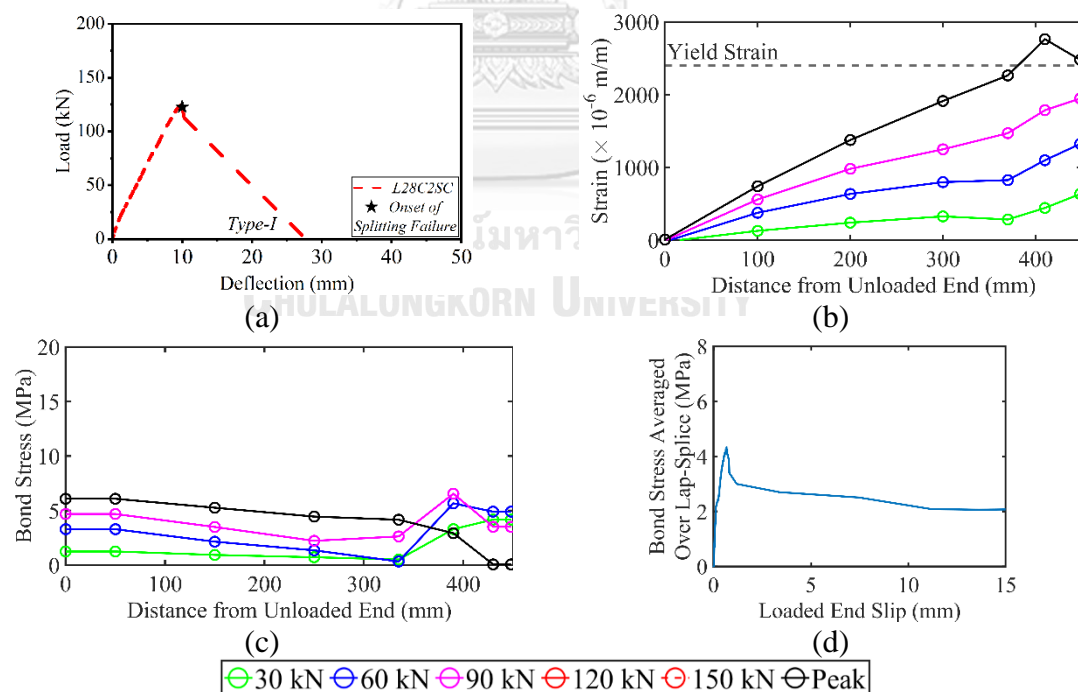 200
150
100
50
0
Load (kN)
L28C2SC
Onset of
Splitting Failure
Type-I
0 10 20 30 40 50
Deflection (mm)
(a)
3000
2000
1000
0
Strain (× 10⁻⁶ m/m)
Yield Strain
0 100 200 300 400
Distance from Unloaded End (mm)
(b)
CHULALONGKORN UNIVERSITY
20
15
10
5
0
Bond Stress (MPa)
0 100 200 300 400
Distance from Unloaded End (mm)
(c)
8
6
4
2
0
Bond Stress Averaged
Over Lap-Splice (MPa)
0 5 10 15
Loaded End Slip (mm)
(d)
30 kN 60 kN 90 kN 120 kN 150 kN Peak